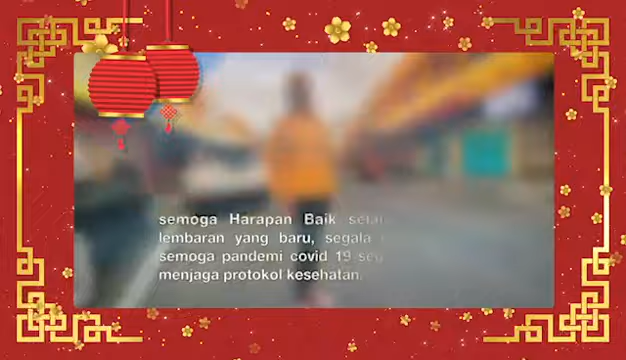 semoga Harapan Baik
lembaran yang baru, segala
semoga pandemi covid 19
menjaga protokol kesehatan.